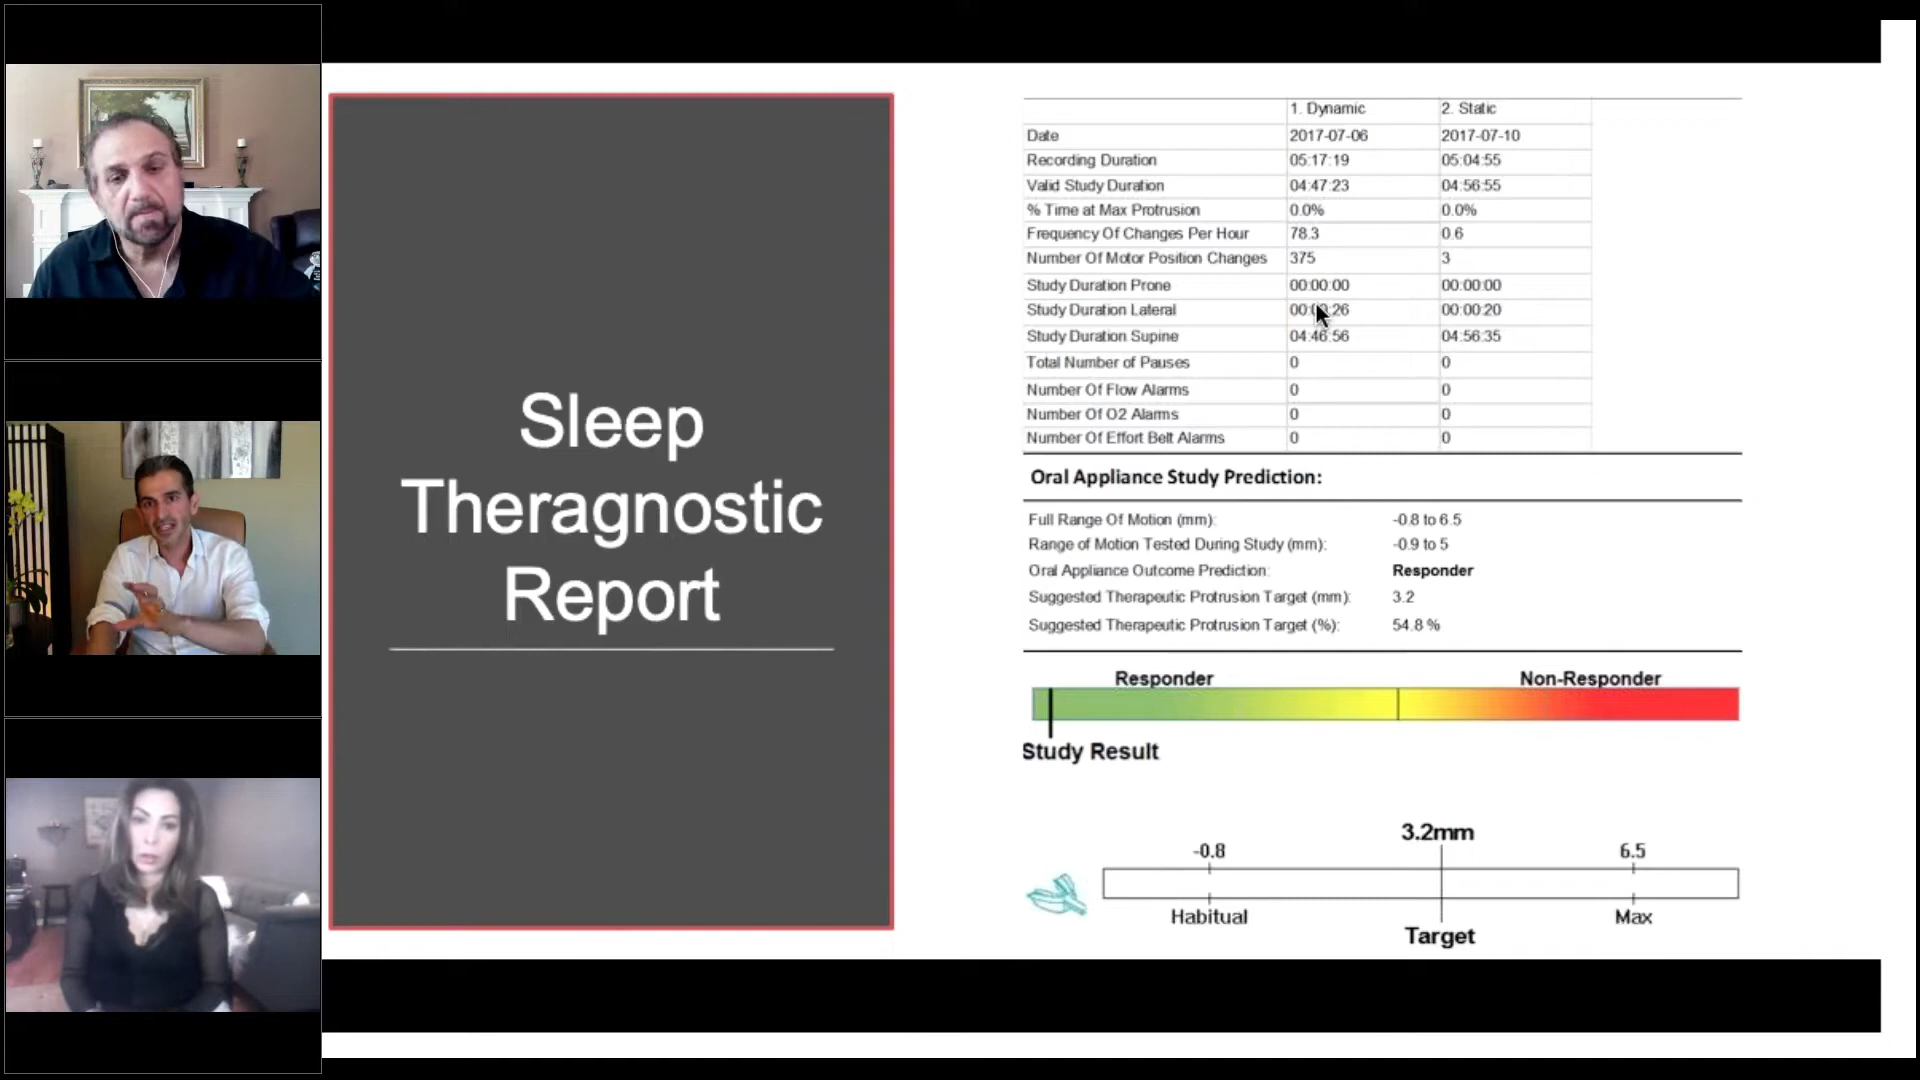 Sleep
Theragnostic
Report
1. Dynamic 2. Static
Date 2017-07-06 2017-07-10
Recording Duration 05:17:19 05:04:55
Valid Study Duration 04:47:23 04:56:55
% Time at Max Protrusion 0.0% 0.0%
Frequency Of Changes Per Hour 78.3 0.6
Number Of Motor Position Changes 375 3
Study Duration Prone 00:00:00 00:00:00
Study Duration Lateral 00:00:20
Study Duration Supine 04:46:56 04:56:35
Total Number of Pauses 0 0
Number Of Flow Alarms 0 0
Number Of O2 Alarms 0 0
Number Of Effort Belt Alarms 0 0
Oral Appliance Study Prediction:
Full Range Of Motion (mm): -0.8 to 6.5
Range of Motion Tested During Study (mm): -0.9 to 5
Oral Appliance Outcome Prediction: Responder
Suggested Therapeutic Protrusion Target (mm): 3.2
Suggested Therapeutic Protrusion Target (%): 54.8 %
Responder Non-Responder
Study Result
3.2mm
-0.8 6.5
Habitual Max
Target